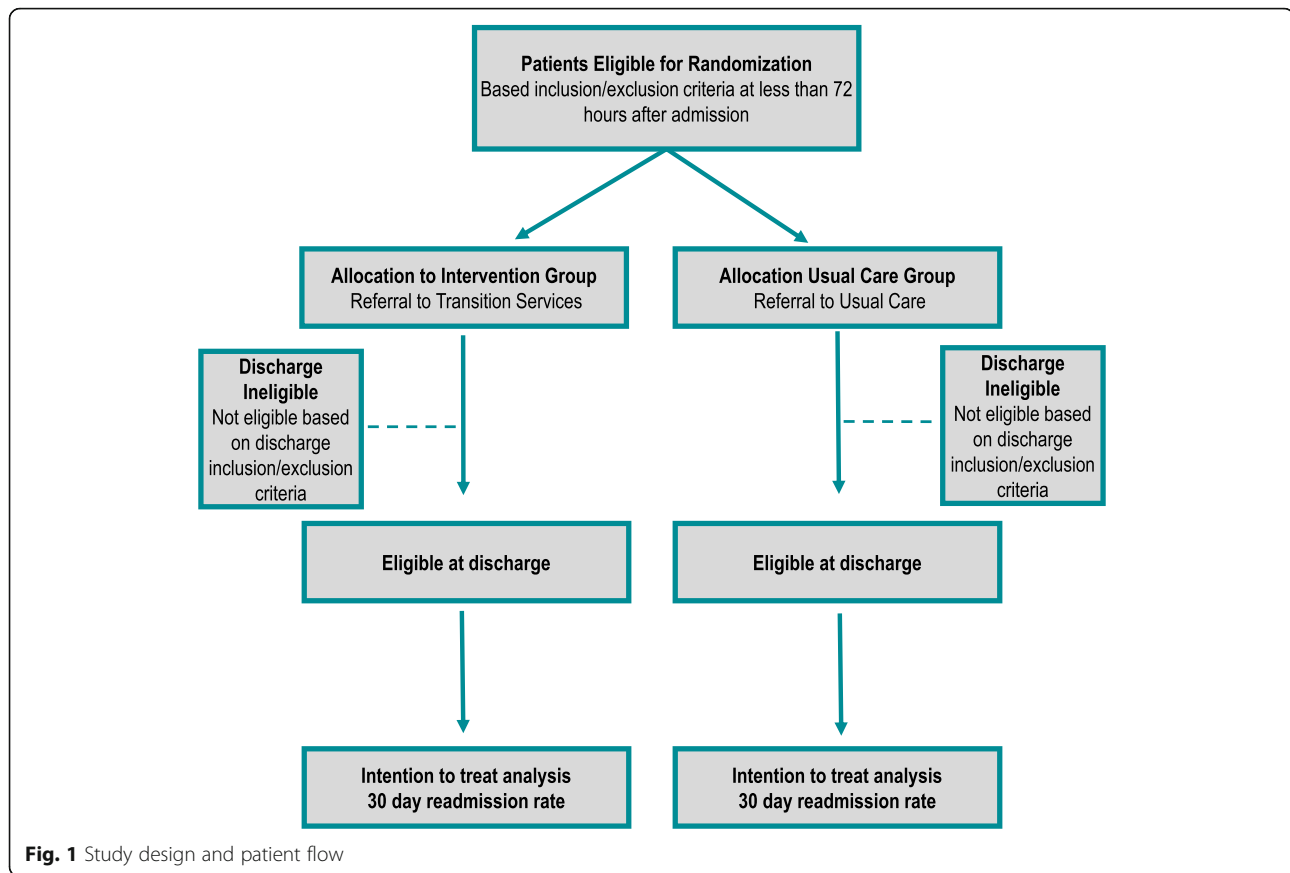 Patients Eligible for Randomization
Based inclusion/exclusion criteria at less than 72
hours after admission
Allocation to Intervention Group
Referral to Transition Services
Allocation Usual Care Group
Referral to Usual Care
Discharge
Ineligible
Not eligible based
on discharge
inclusion/exclusion
criteria
Discharge
Ineligible
Not eligible based
on discharge
inclusion/exclusion
criteria
Eligible at discharge
Eligible at discharge
Intention to treat analysis
30 day readmission rate
Intention to treat analysis
30 day readmission rate
Fig. 1 Study design and patient flow